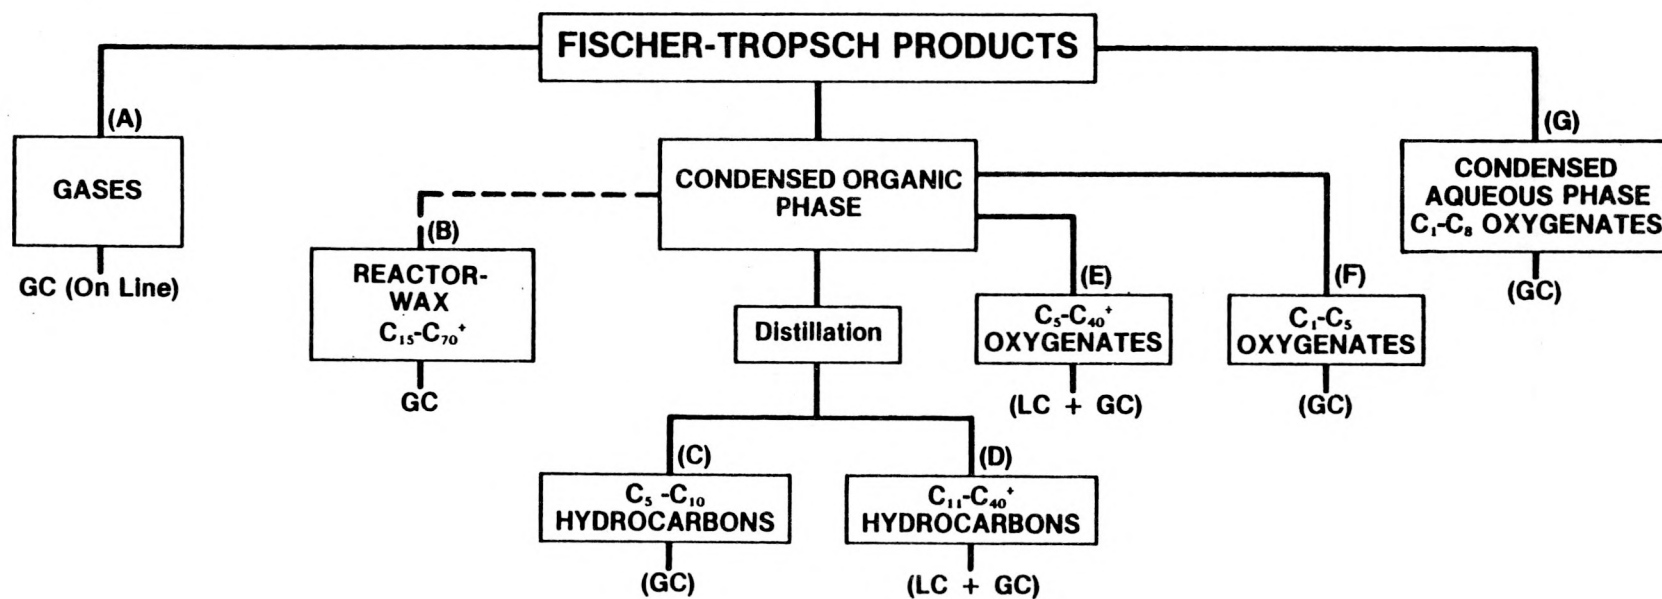 FISCHER-TROPSCH PRODUCTS
(A)
GASES
GC (On Line)
(B)
REACTOR-
WAX
C₁₅-C₇₀⁺
GC
CONDENSED ORGANIC
PHASE
Distillation
(C)
C₅ -C₁₀
HYDROCARBONS
(GC)
(D)
C₁₁-C₄₀⁺
HYDROCARBONS
(LC + GC)
(E)
C₅-C₄₀⁺
OXYGENATES
(LC + GC)
(F)
C₁-C₅
OXYGENATES
(GC)
(G)
CONDENSED
AQUEOUS PHASE
C₁-C₈ OXYGENATES
(GC)